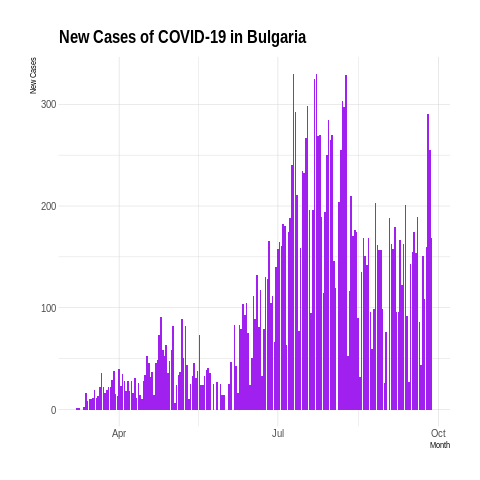 New Cases of COVID-19 in Bulgaria
New Cases
300
200
100
0
Apr
Jul
Oct
Month